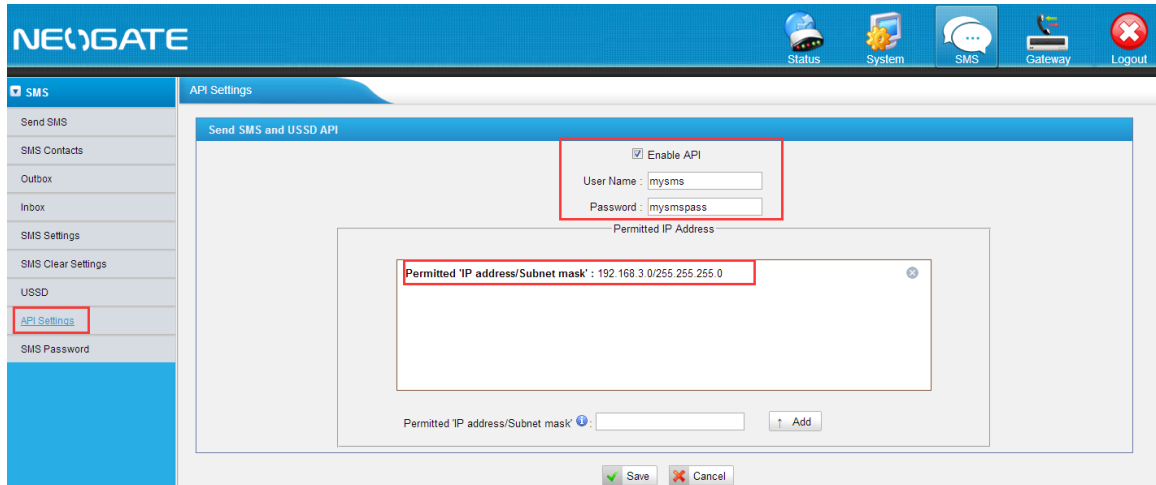 NEOGATE
Status
System
SMS
Gateway
Logout
SMS
API Settings
Send SMS
SMS Contacts
Outbox
Inbox
SMS Settings
SMS Clear Settings
USSD
API Settings
SMS Password
Send SMS and USSD API
Enable API
User Name : mysms
Password : mysmspass
Permitted IP Address
Permitted 'IP address/Subnet mask' : 192.168.3.0/255.255.255.0
Permitted 'IP address/Subnet mask' :
Add
Save
Cancel